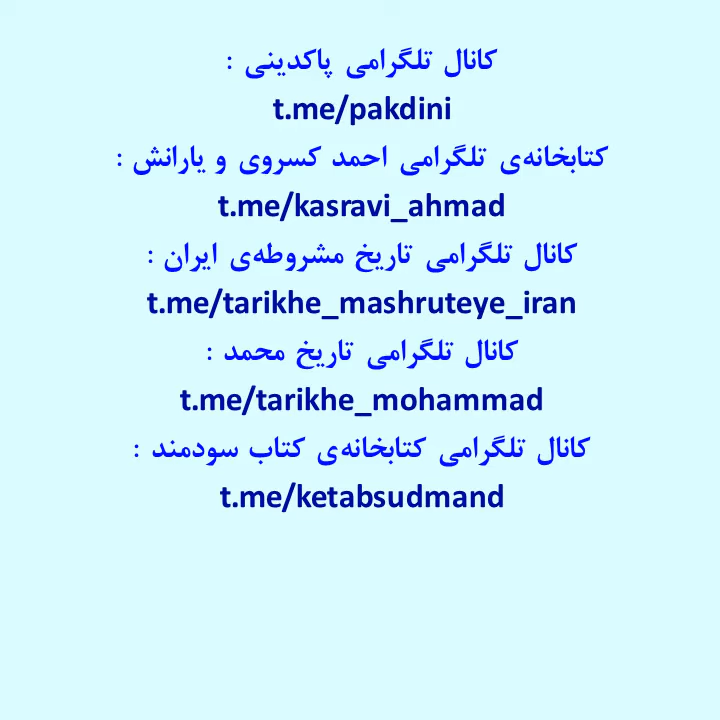 کانال تلگرامی پاکدینی :
t.me/pakdini
کتابخانه‌ی تلگرامی احمد کسروی و یارانش :
t.me/kasravi_ahmad
کانال تلگرامی تاریخ مشروطه‌ی ایران :
t.me/tarikhe_mashruteye_iran
کانال تلگرامی تاریخ محمد :
t.me/tarikhe_mohammad
کانال تلگرامی کتابخانه‌ی کتاب سودمند :
t.me/ketabsudmand